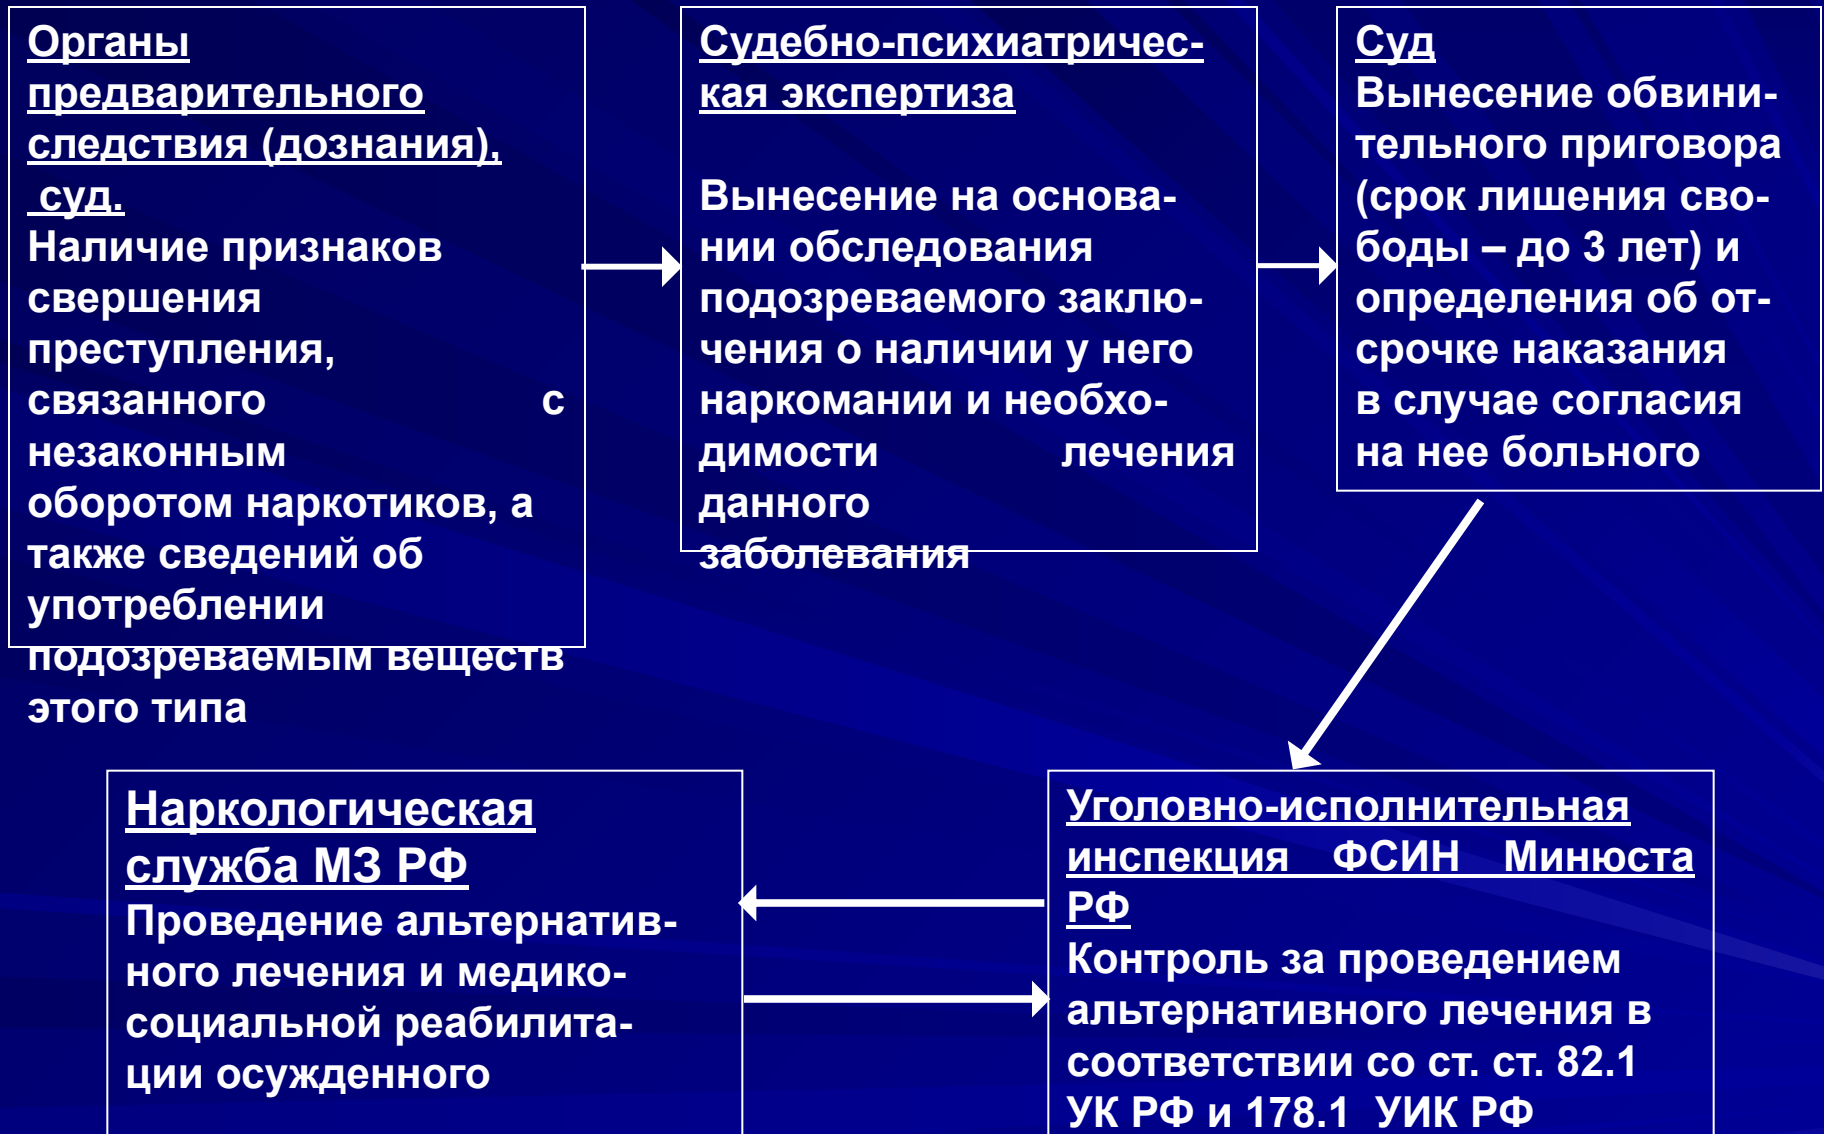 Органы
предварительного
следствия (дознания),
суд.
Наличие признаков
свершения
преступления,
связанного с
незаконным
оборотом наркотиков, а
также сведений об
употреблении
подозреваемым веществ
этого типа
Судебно-психиатричес-
кая экспертиза
Вынесение на основа-
нии обследования
подозреваемого заклю-
чения о наличии у него
наркомании и необхо-
димости лечения
данного
заболевания
Суд
Вынесение обвини-
тельного приговора
(срок лишения сво-
боды – до 3 лет) и
определения об от-
срочке наказания
в случае согласия
на нее больного
Наркологическая
служба МЗ РФ
Проведение альтернатив-
ного лечения и медико-
социальной реабилита-
ции осужденного
Уголовно-исполнительная
инспекция ФСИН Минюста
РФ
Контроль за проведением
альтернативного лечения в
соответствии со ст. ст. 82.1
УК РФ и 178.1 УИК РФ